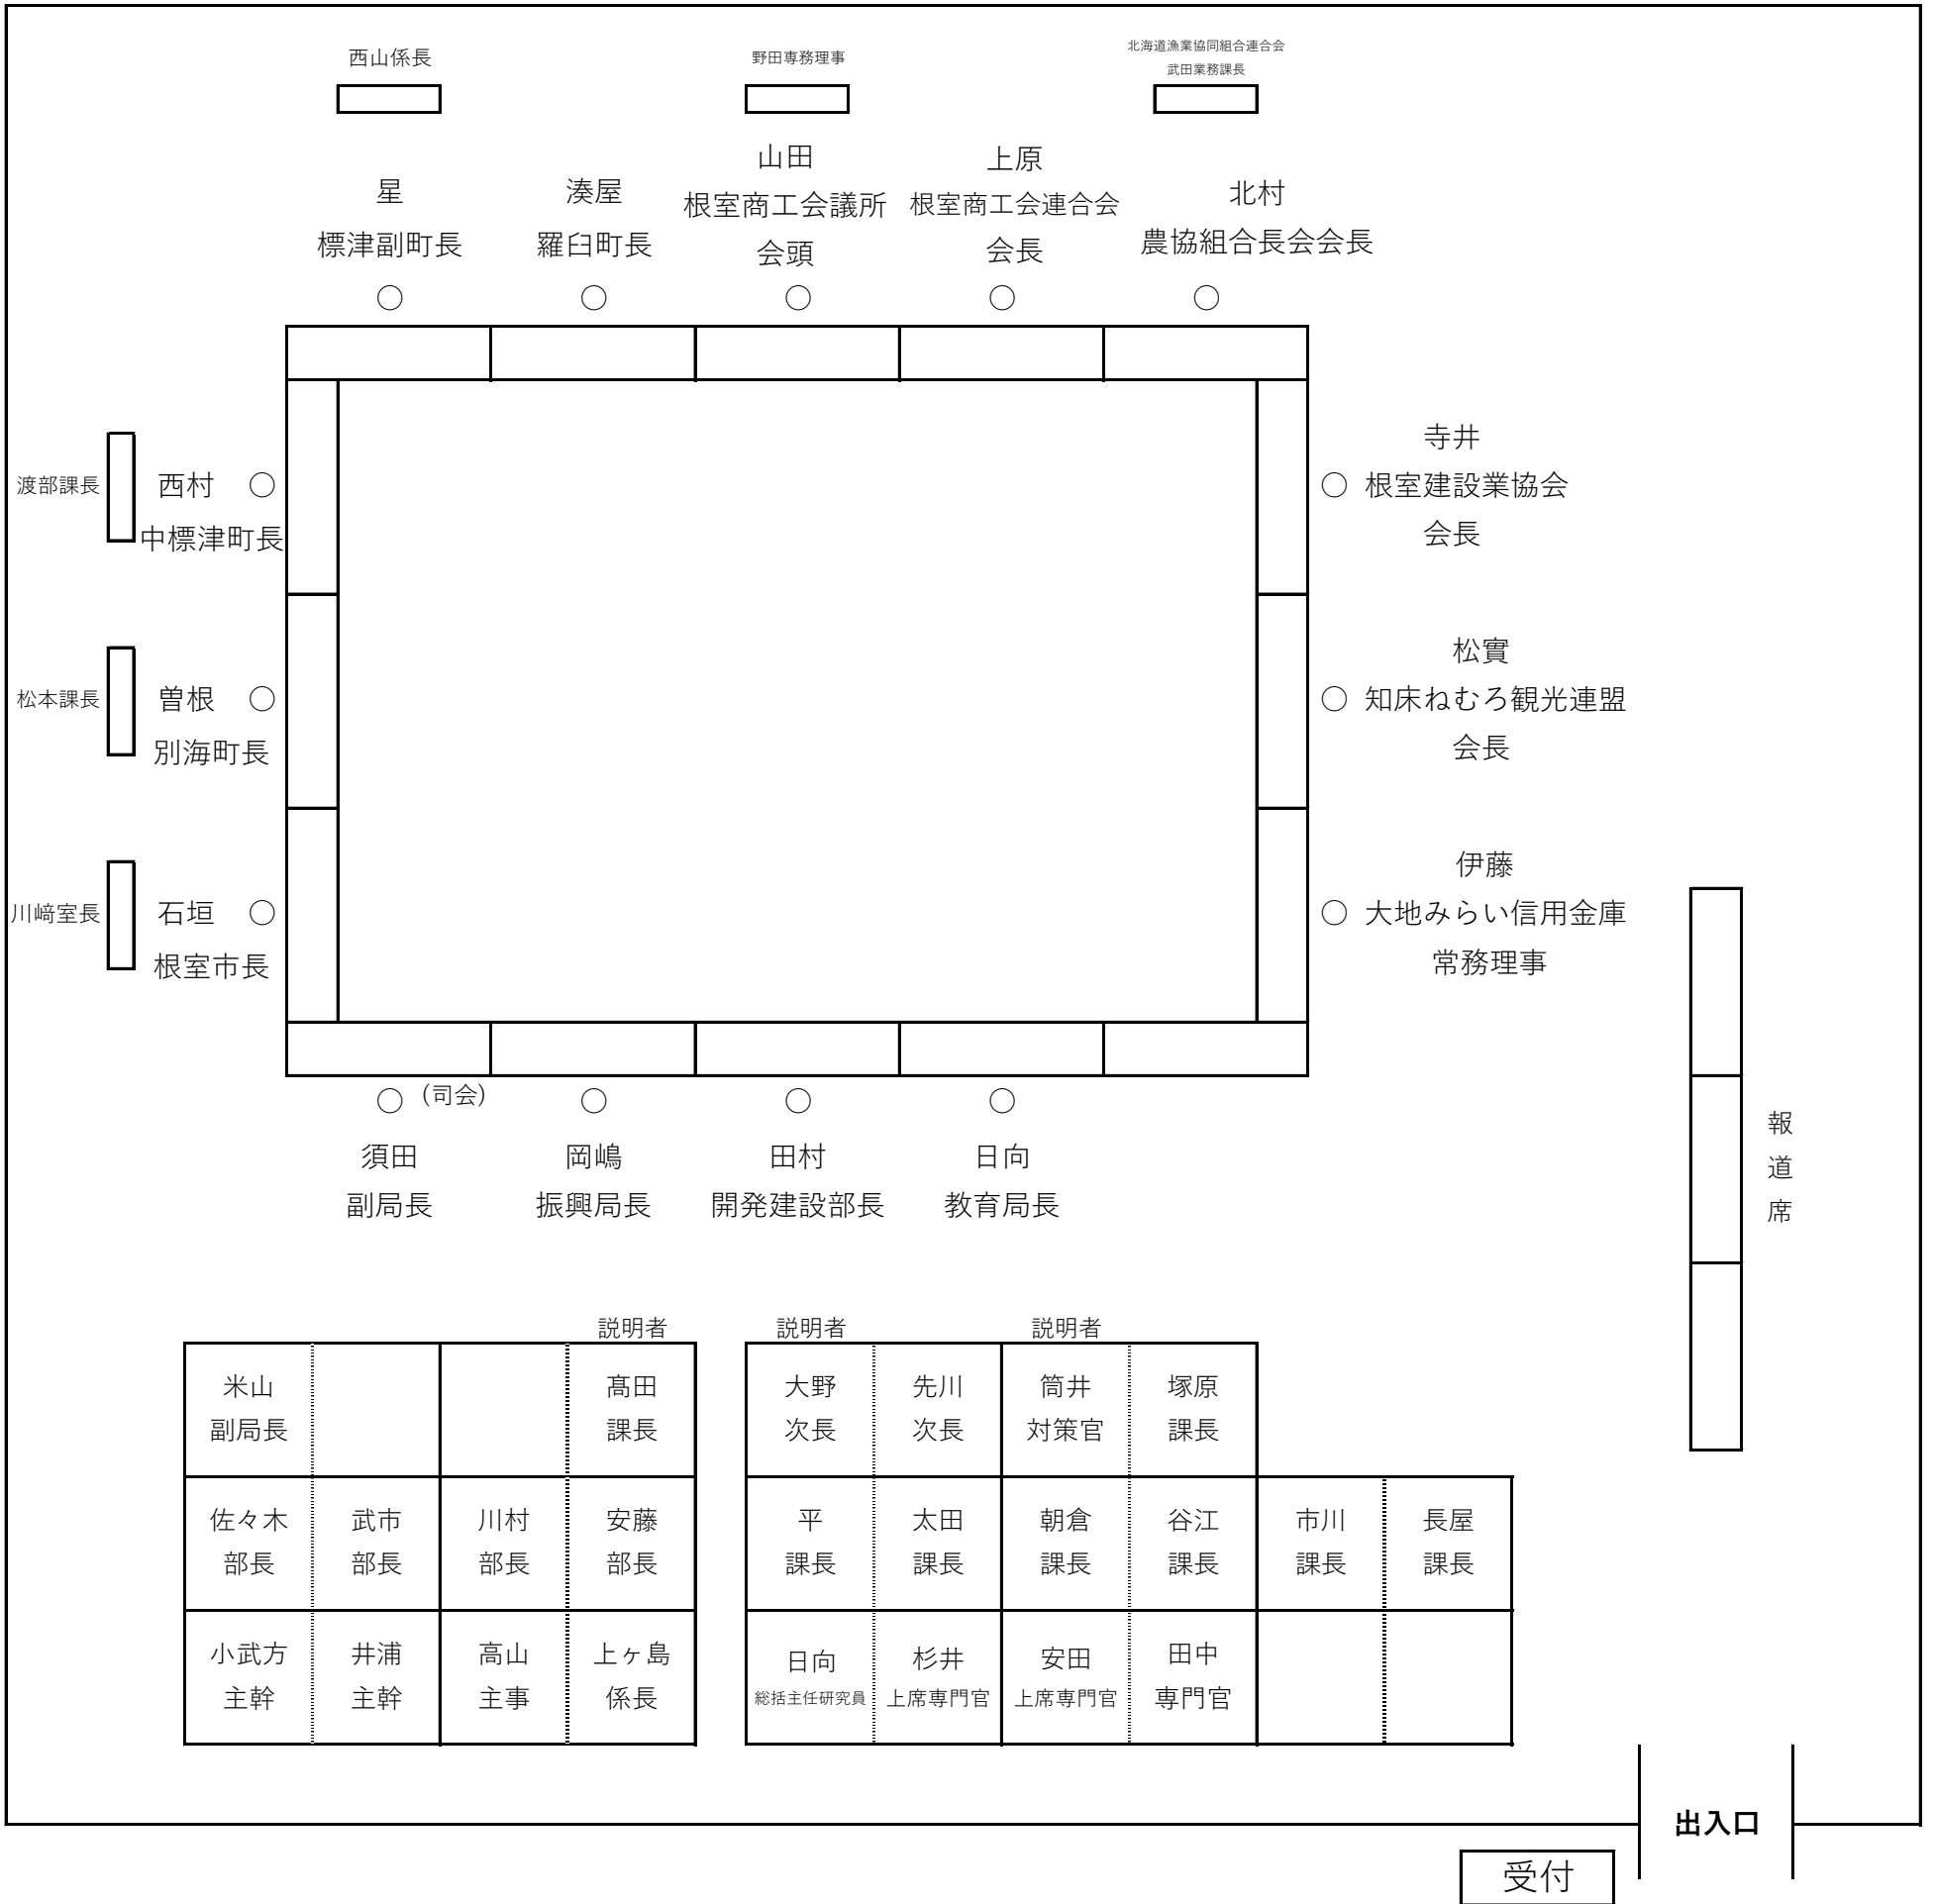 西山係長
野田専務理事
北海道漁業協同組合連合会
武田業務課長
星
標津副町長
湊屋
羅臼町長
山田
根室商工会議所
会頭
上原
根室商工会連合会
会長
北村
農協組合長会会長
○
○
○
○
○
渡部課長
西村 ○
中標津町長
寺井
○ 根室建設業協会
会長
松本課長
曽根 ○
別海町長
松實
○ 知床ねむろ観光連盟
会長
川﨑室長
石垣 ○
根室市長
伊藤
○ 大地みらい信用金庫
常務理事
○ (司会)
○
○
○
須田
副局長
岡嶋
振興局長
田村
開発建設部長
日向
教育局長
報道席
説明者
説明者
説明者
米山
副局長
髙田
課長
大野
次長
先川
次長
筒井
対策官
塚原
課長
佐々木
部長
武市
部長
川村
部長
安藤
部長
平
課長
太田
課長
朝倉
課長
谷江
課長
市川
課長
長屋
課長
小武方
主幹
井浦
主幹
高山
主事
上ヶ島
係長
日向
総括主任研究員
杉井
上席専門官
安田
上席専門官
田中
専門官
出入口
受付